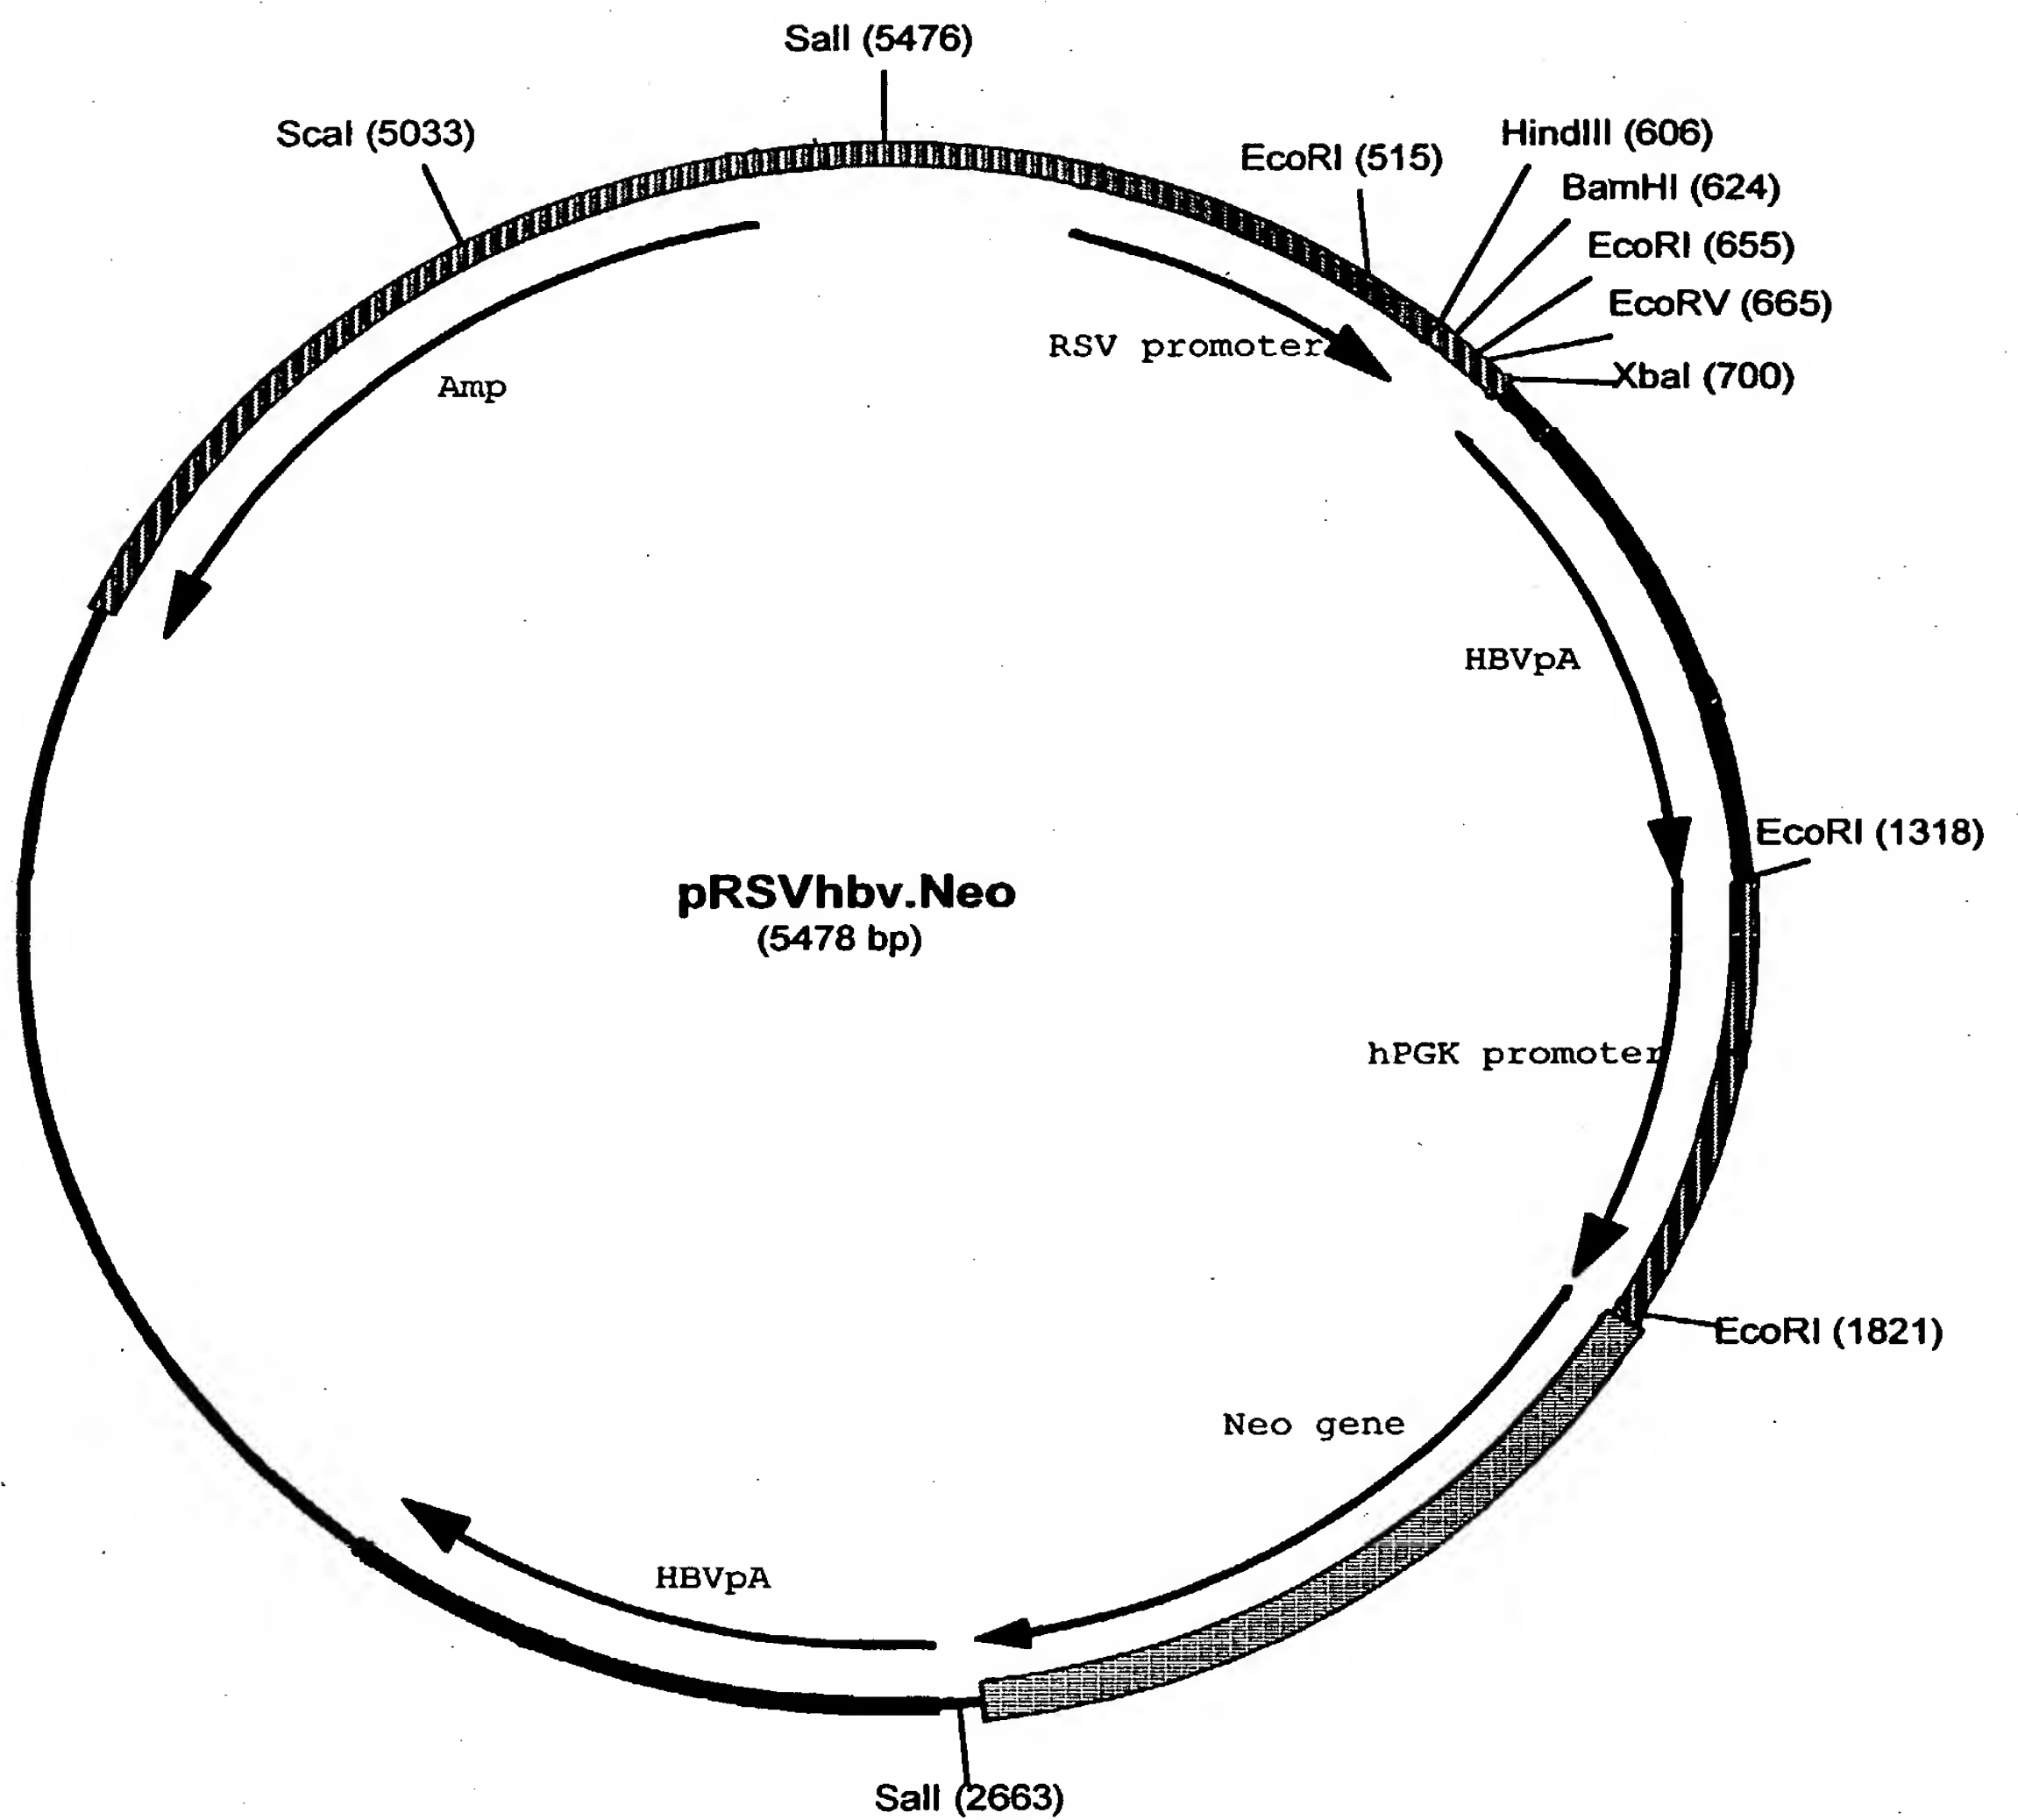 SalI (5476)
ScaI (5033)
HindIII (606)
EcoRI (515)
BamHI (624)
EcoRI (655)
EcoRV (665)
RSV promoter
XbaI (700)
Amp
HBVpA
EcoRI (1318)
pRSVhbv.Neo
(5478 bp)
hPGK promoter
EcoRI (1821)
Neo gene
HBVpA
SalI (2663)